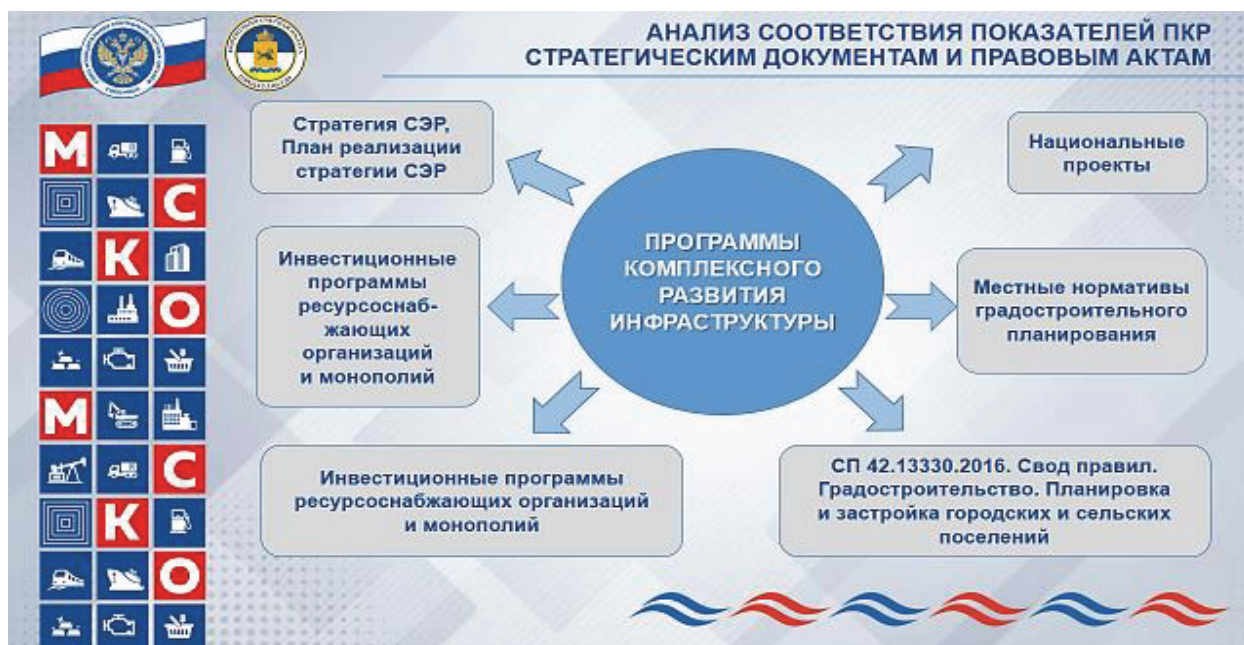 АНАЛИЗ СООТВЕТСТВИЯ ПОКАЗАТЕЛЕЙ ПКР
СТРАТЕГИЧЕСКИМ ДОКУМЕНТАМ И ПРАВОВЫМ АКТАМ
М
С
К
О
М
С
К
О
Стратегия СЭР,
План реализации
стратегии СЭР
Национальные
проекты
ПРОГРАММЫ
КОМПЛЕКСНОГО
РАЗВИТИЯ
ИНФРАСТРУКТУРЫ
Инвестиционные
программы
ресурсоснаб-
жающих
организаций
и монополий
Местные нормативы
градостроительного
планирования
Инвестиционные программы
ресурсоснабжающих организаций
и монополий
СП 42.13330.2016. Свод правил.
Градостроительство. Планировка
и застройка городских и сельских
поселений